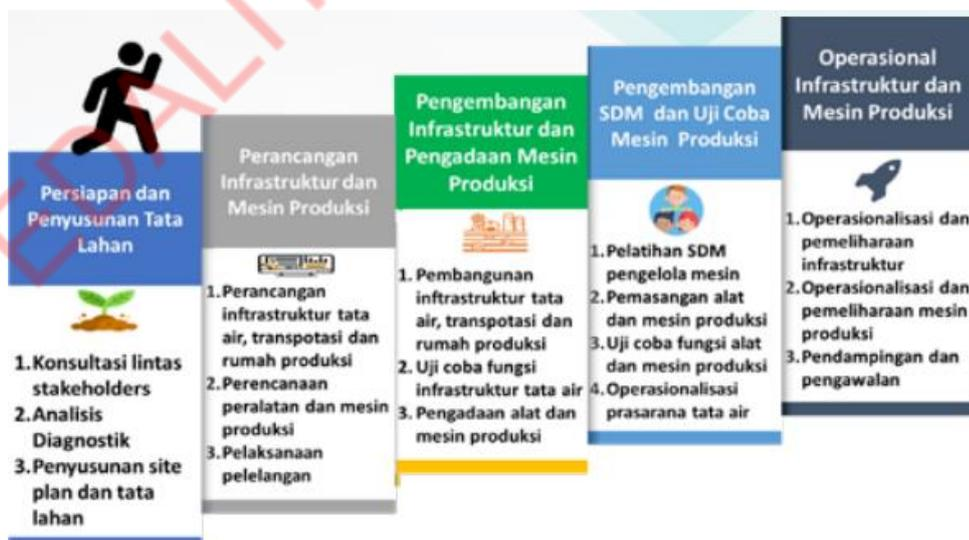 EDALI
Persiapan dan
Penyusunan Tata
Lahan
1.Konsultasi lintas
stakeholders
2.Analisis
Diagnostik
3.Penyusunan site
plan dan tata
lahan
Perancangan
Infrastruktur dan
Mesin Produksi
1.Perancangan
inftrastruktur tata
air, transpotasi dan
rumah produksi
2.Perencanaan
peralatan dan mesin
produksi
3.Pelaksanaan
pelelangan
Pengembangan
Infrastruktur dan
Pengadaan Mesin
Produksi
1. Pembangunan
inftrastruktur tata
air, transpotasi dan
rumah produksi
2. Uji coba fungsi
infrastruktur tata air
3. Pengadaan alat dan
mesin produksi
Pengembangan
SDM dan Uji Coba
Mesin Produksi
1.Pelatihan SDM
pengelola mesin
2.Pemasangan alat
dan mesin produksi
3.Uji coba fungsi alat
dan mesin produksi
4.Operasionalisasi
prasarana tata air
Operasional
Infrastruktur dan
Mesin Produksi
1.Operasionalisasi dan
pemeliharaan
infrastruktur
2.Operasionalisasi dan
pemeliharaan mesin
produksi
3.Pendampingan dan
pengawalan